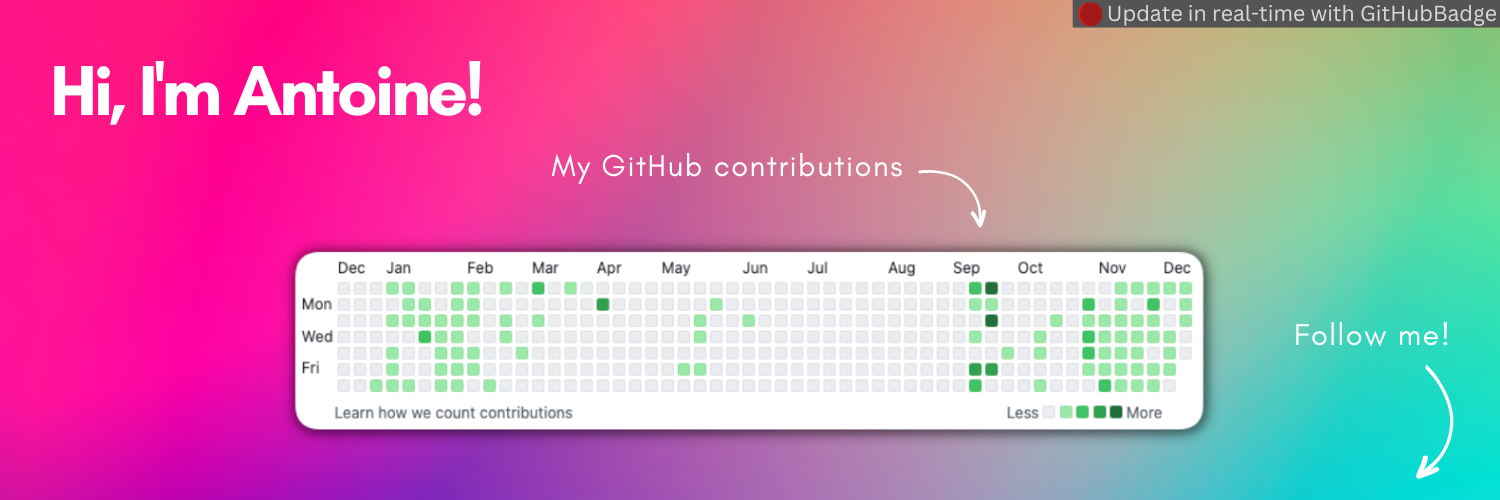 Update in real-time with GitHubBadge
Hi, I'm Antoine!
My GitHub contributions
Dec Jan Feb Mar Apr May Jun Jul Aug Sep Oct Nov Dec
Mon
Wed
Fri
Learn how we count contributions
Less More
Follow me!